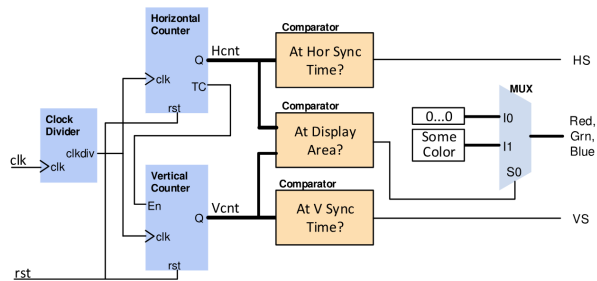 Horizontal
Counter
Q
clk
TC
rst
Hcnt
Comparator
At Hor Sync
Time?
HS
Clock
Divider
clkdiv
clk
clk
Comparator
At Display
Area?
MUX
0...0
Some
Color
I0
I1
S0
Red,
Grn,
Blue
Vertical
Counter
En
Q
clk
rst
Vcnt
Comparator
At V Sync
Time?
VS
rst